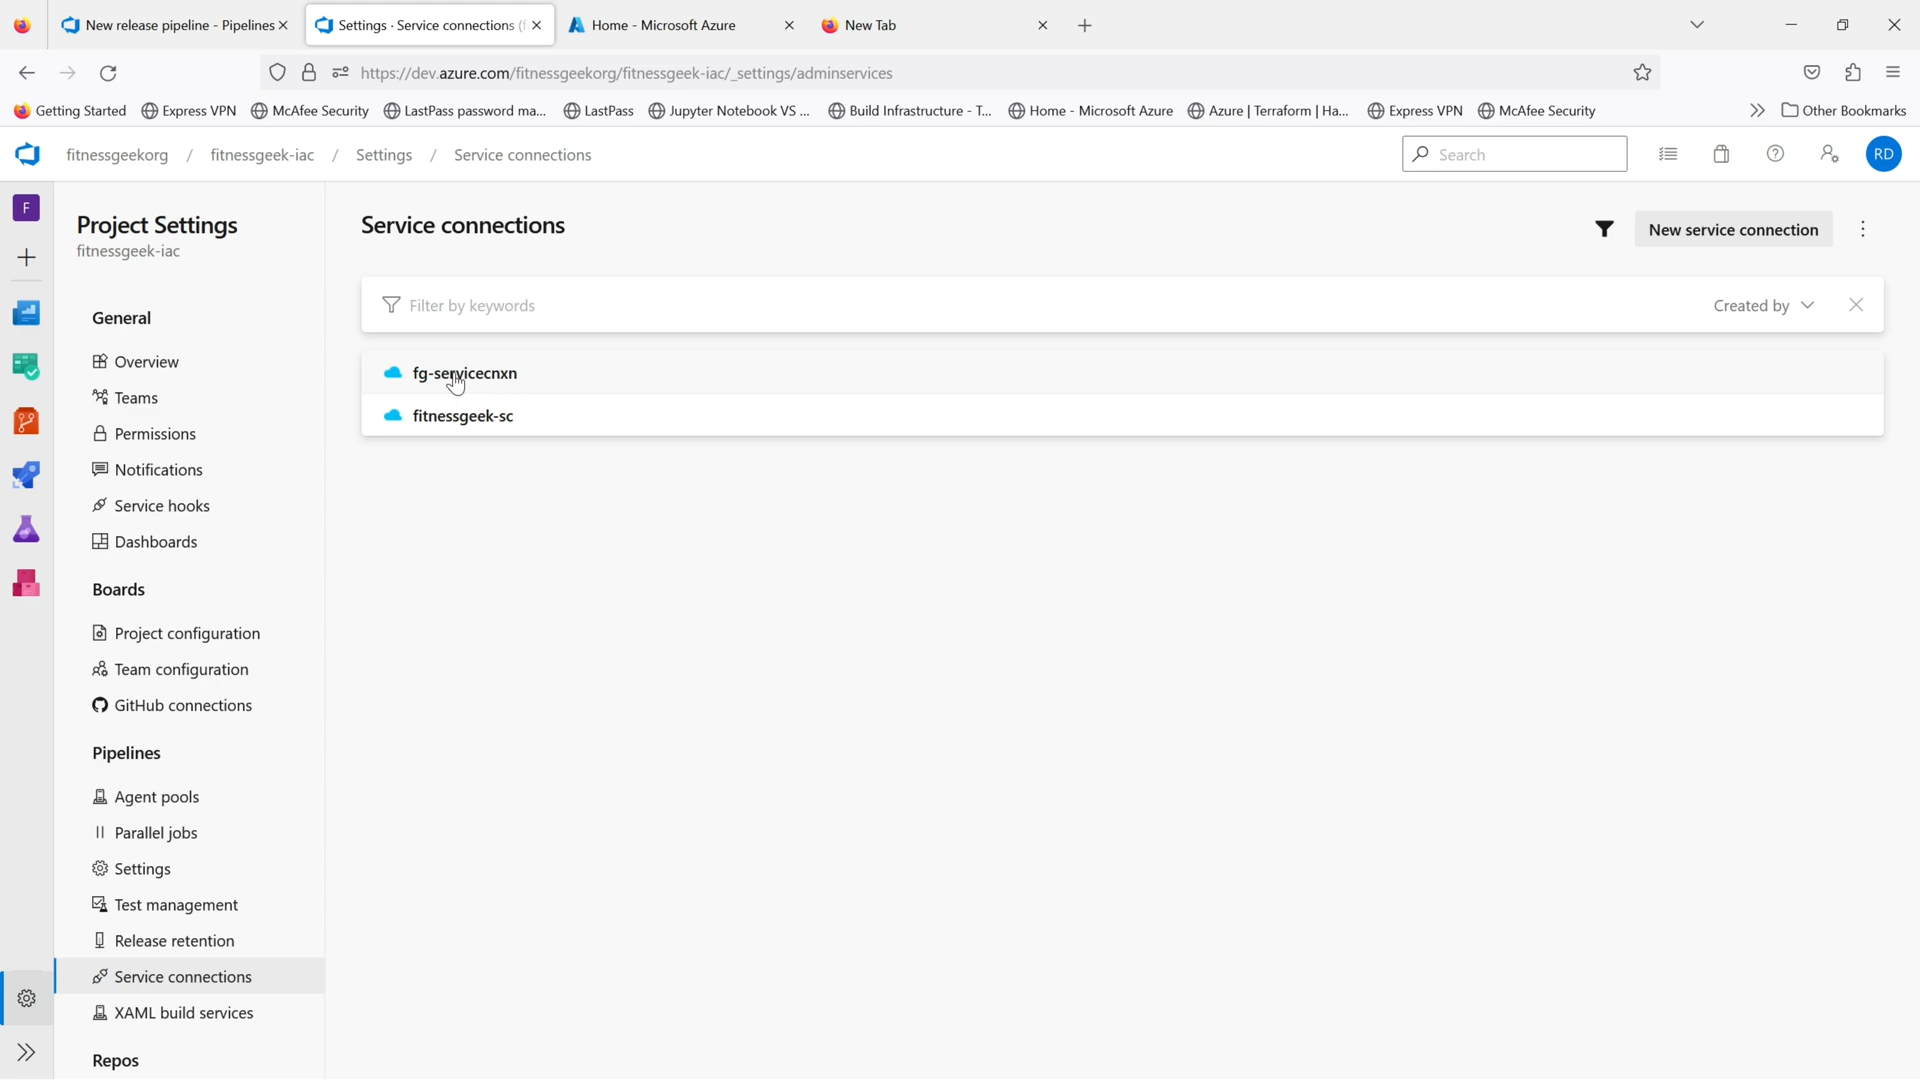 New release pipeline - Pipelines
Settings · Service connections (f
Home - Microsoft Azure
New Tab
https://dev.azure.com/fitnessgeekorg/fitnessgeek-iac/_settings/adminservices
Getting Started
Express VPN
McAfee Security
LastPass password ma...
LastPass
Jupyter Notebook VS ...
Build Infrastructure - T...
Home - Microsoft Azure
Azure | Terraform | Ha...
Express VPN
McAfee Security
Other Bookmarks
fitnessgeekorg / fitnessgeek-iac / Settings / Service connections
Search
RD
F
Project Settings
fitnessgeek-iac
General
Overview
Teams
Permissions
Notifications
Service hooks
Dashboards
Boards
Project configuration
Team configuration
GitHub connections
Pipelines
Agent pools
Parallel jobs
Settings
Test management
Release retention
Service connections
XAML build services
Repos
Service connections
New service connection
Filter by keywords
Created by
fg-servicecnxn
fitnessgeek-sc